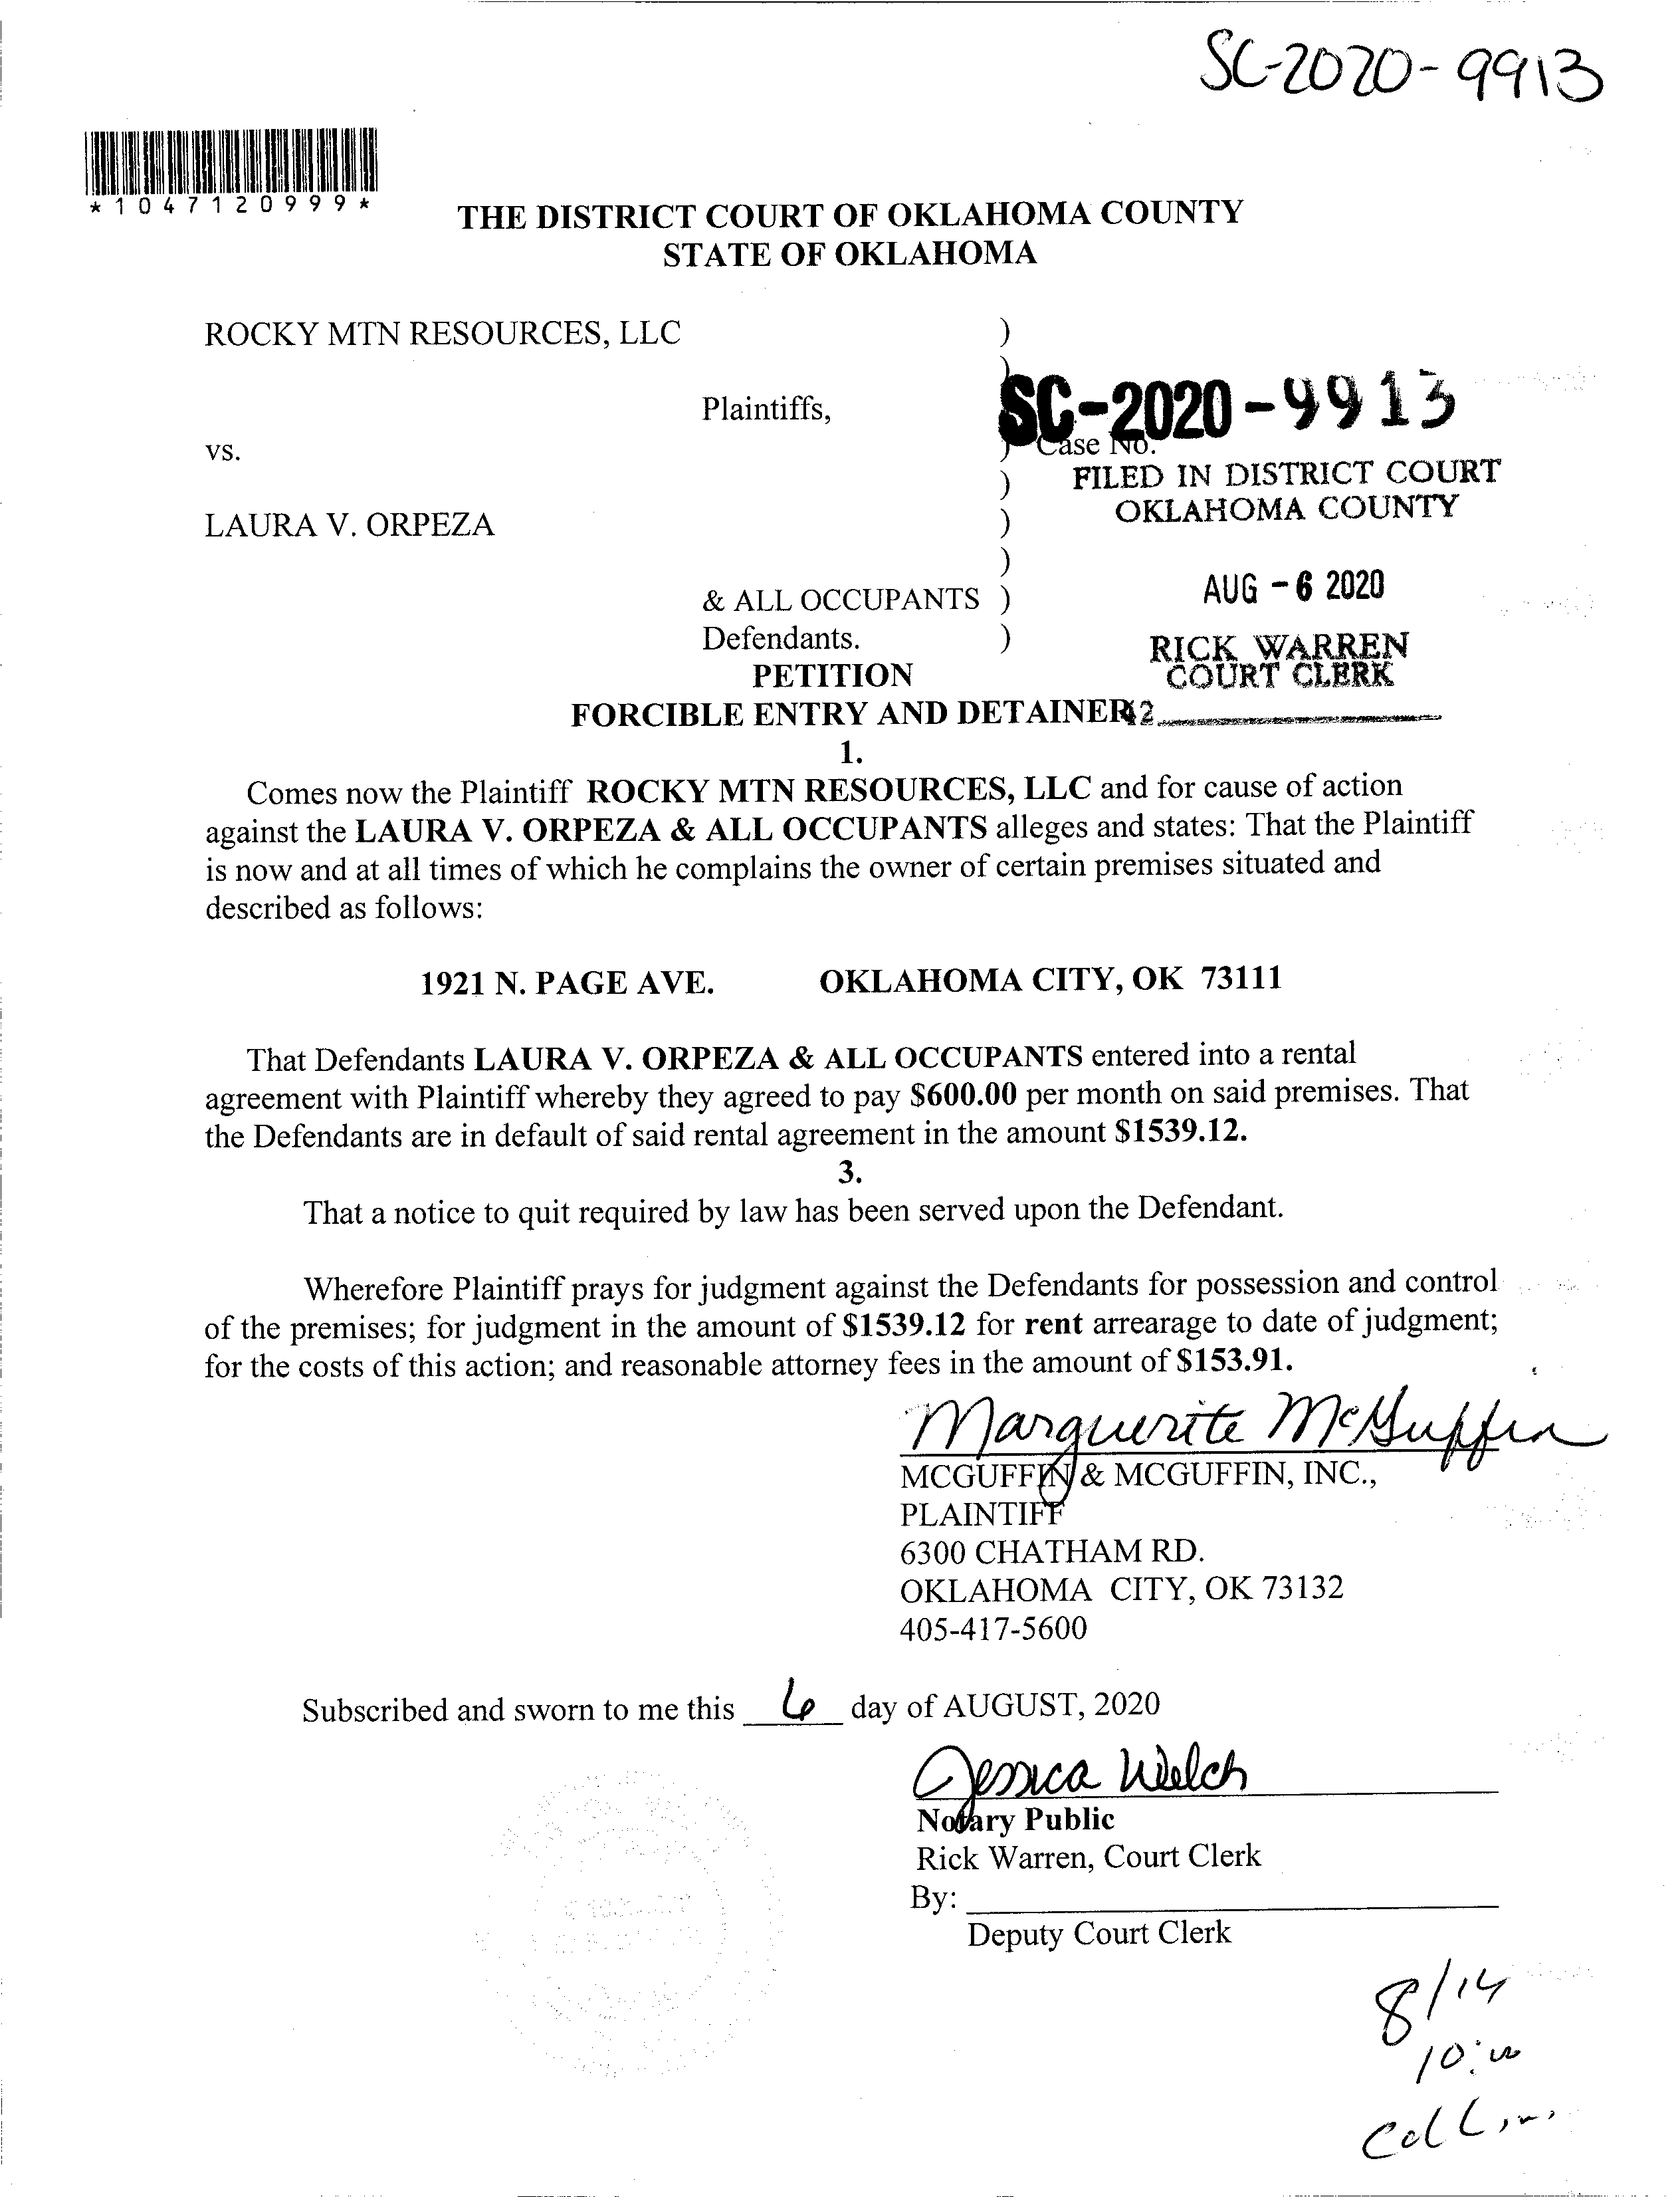 SC-2020-9913
*1047120999*
THE DISTRICT COURT OF OKLAHOMA COUNTY
STATE OF OKLAHOMA
ROCKY MTN RESOURCES, LLC )
)
Plaintiffs,
SC-2020-9913
vs. ) Case No.
) FILED IN DISTRICT COURT
OKLAHOMA COUNTY
LAURA V. ORPEZA )
)
& ALL OCCUPANTS ) AUG -6 2020
Defendants. ) RICK WARREN
PETITION COURT CLERK
FORCIBLE ENTRY AND DETAINER 42
1.
Comes now the Plaintiff ROCKY MTN RESOURCES, LLC and for cause of action
against the LAURA V. ORPEZA & ALL OCCUPANTS alleges and states: That the Plaintiff
is now and at all times of which he complains the owner of certain premises situated and
described as follows:
1921 N. PAGE AVE. OKLAHOMA CITY, OK 73111
That Defendants LAURA V. ORPEZA & ALL OCCUPANTS entered into a rental
agreement with Plaintiff whereby they agreed to pay $600.00 per month on said premises. That
the Defendants are in default of said rental agreement in the amount $1539.12.
3.
That a notice to quit required by law has been served upon the Defendant.
Wherefore Plaintiff prays for judgment against the Defendants for possession and control
of the premises; for judgment in the amount of $1539.12 for rent arrearage to date of judgment;
for the costs of this action; and reasonable attorney fees in the amount of $153.91.
Marguerite McGuffin
MCGUFFIN & MCGUFFIN, INC.,
PLAINTIFF
6300 CHATHAM RD.
OKLAHOMA CITY, OK 73132
405-417-5600
Subscribed and sworn to me this 6 day of AUGUST, 2020
Jessica Welch
Notary Public
Rick Warren, Court Clerk
By:
Deputy Court Clerk
8/14
10:00